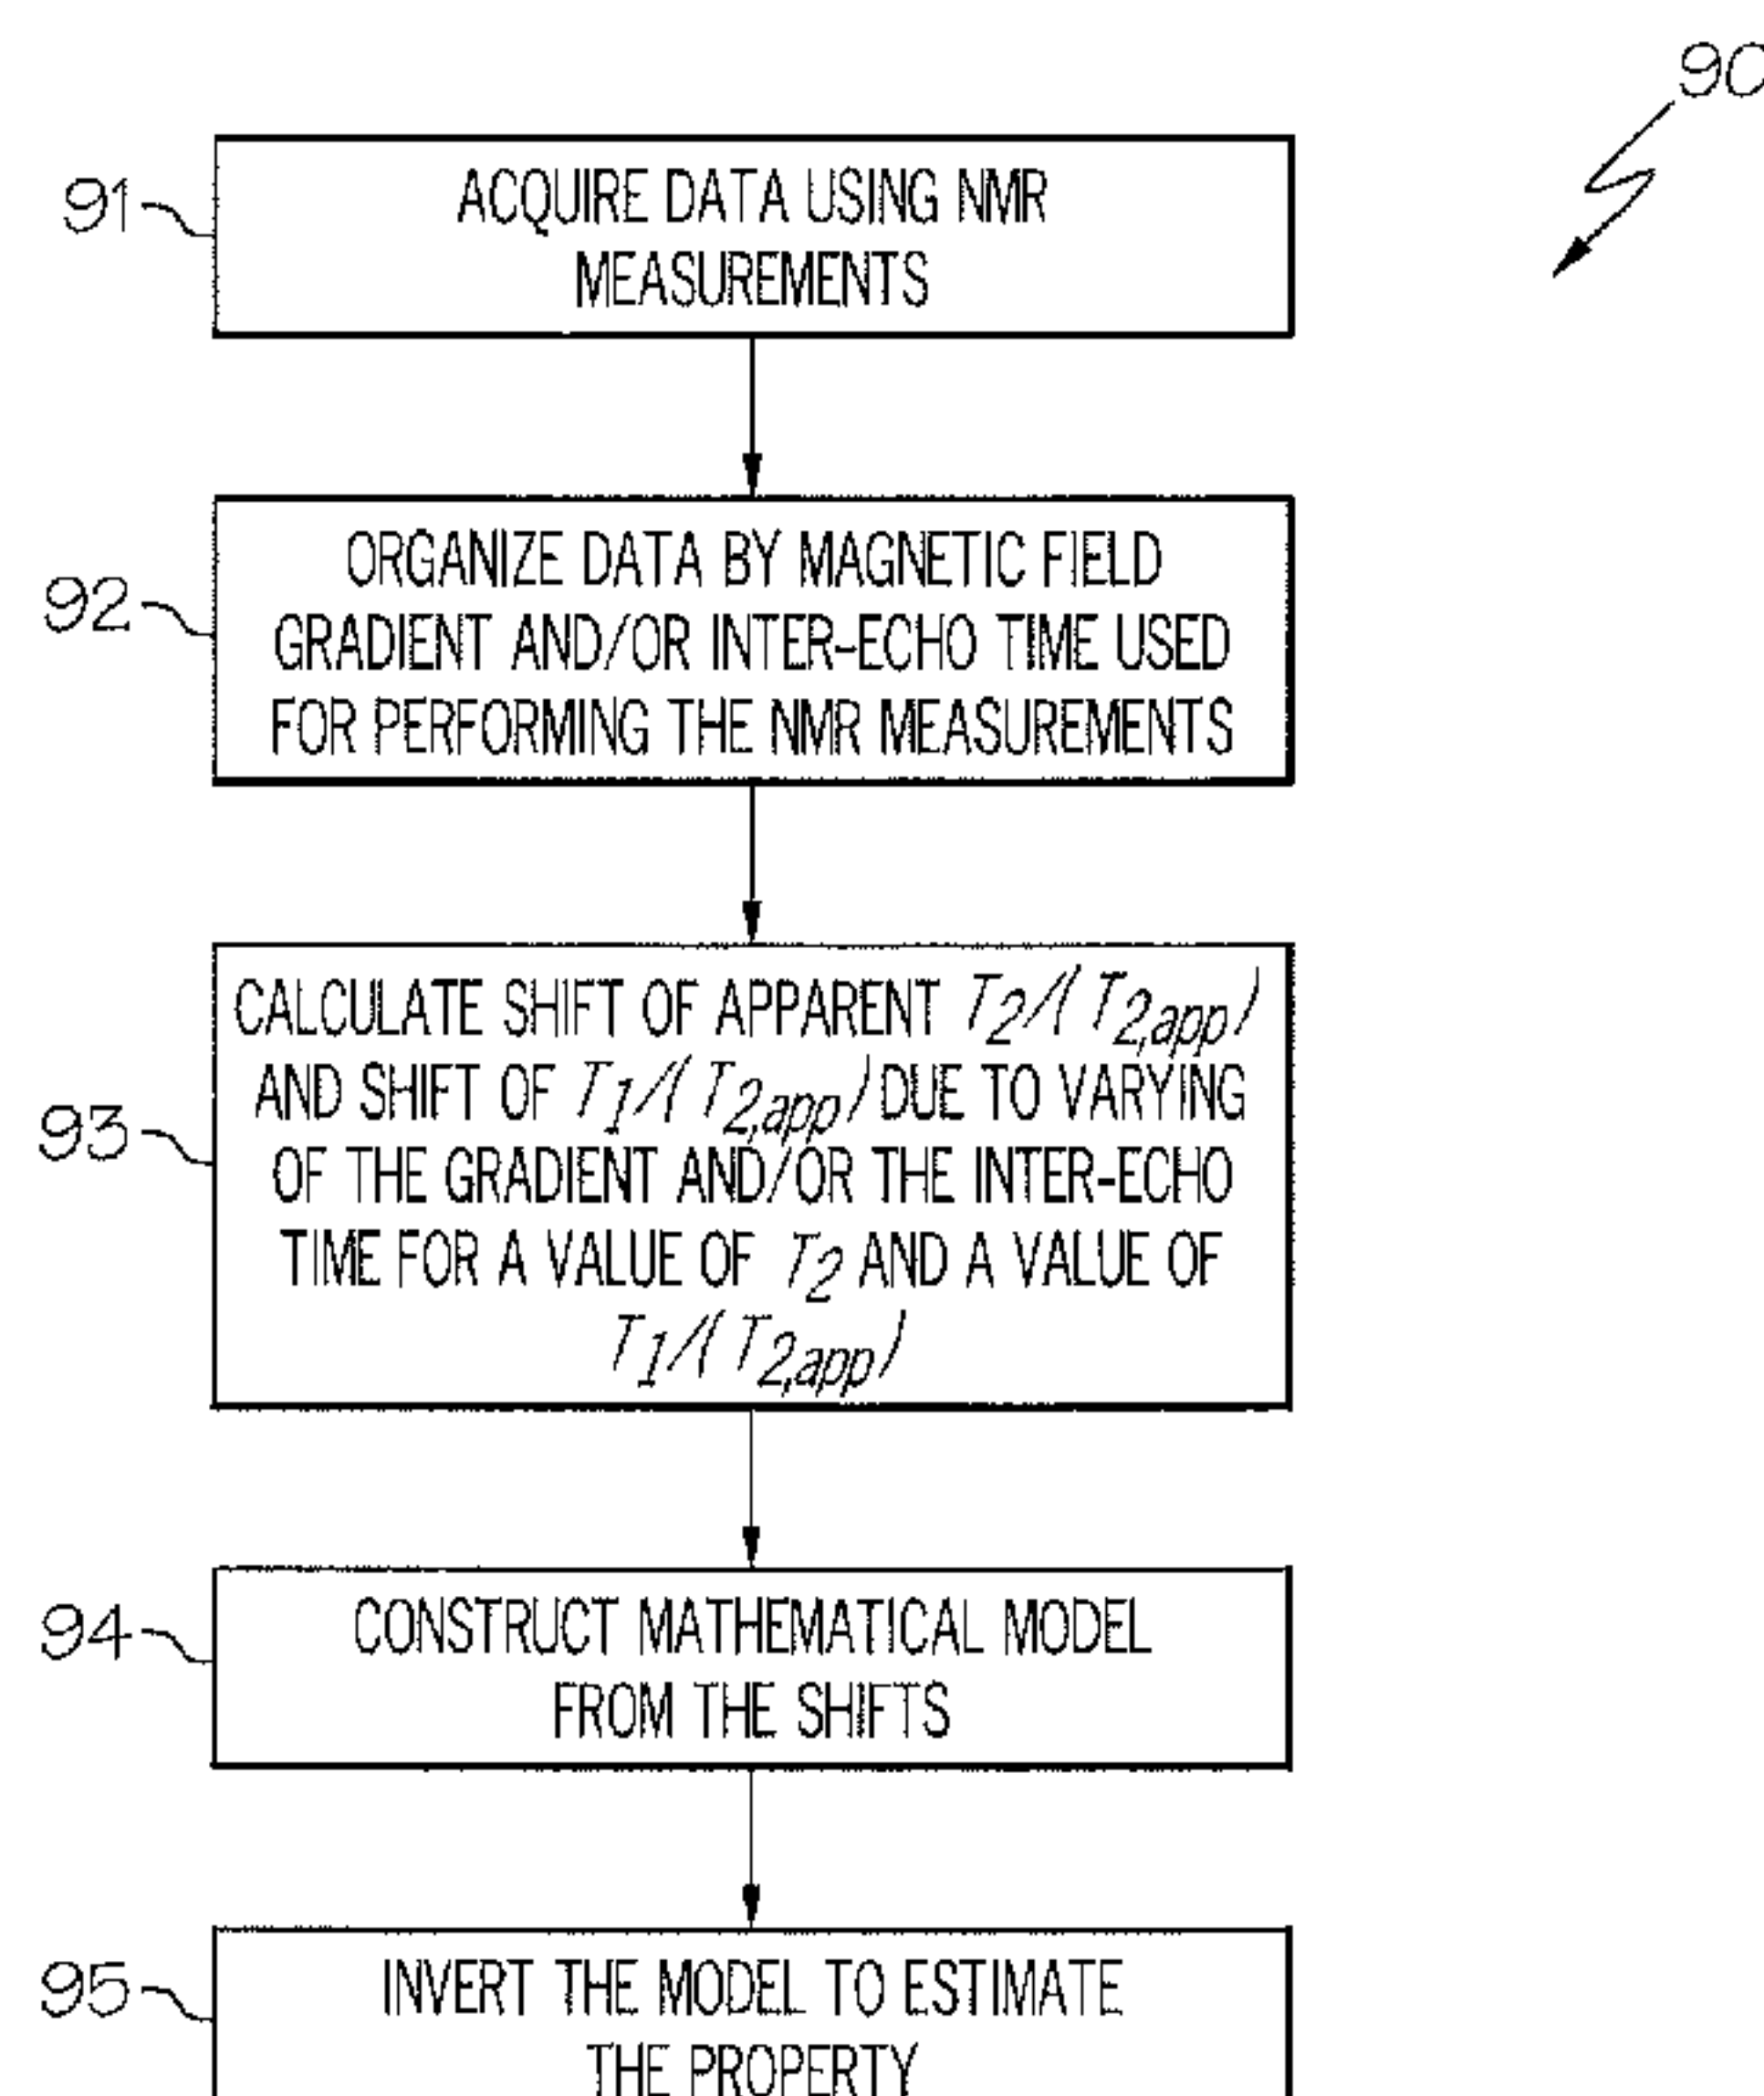 90
91
ACQUIRE DATA USING NMR
MEASUREMENTS
92
ORGANIZE DATA BY MAGNETIC FIELD
GRADIENT AND/OR INTER-ECHO TIME USED
FOR PERFORMING THE NMR MEASUREMENTS
93
CALCULATE SHIFT OF APPARENT T2/(T2,app)
AND SHIFT OF T1/(T2,app) DUE TO VARYING
OF THE GRADIENT AND/OR THE INTER-ECHO
TIME FOR A VALUE OF T2 AND A VALUE OF
T1/(T2,app)
94
CONSTRUCT MATHEMATICAL MODEL
FROM THE SHIFTS
95
INVERT THE MODEL TO ESTIMATE
THE PROPERTY